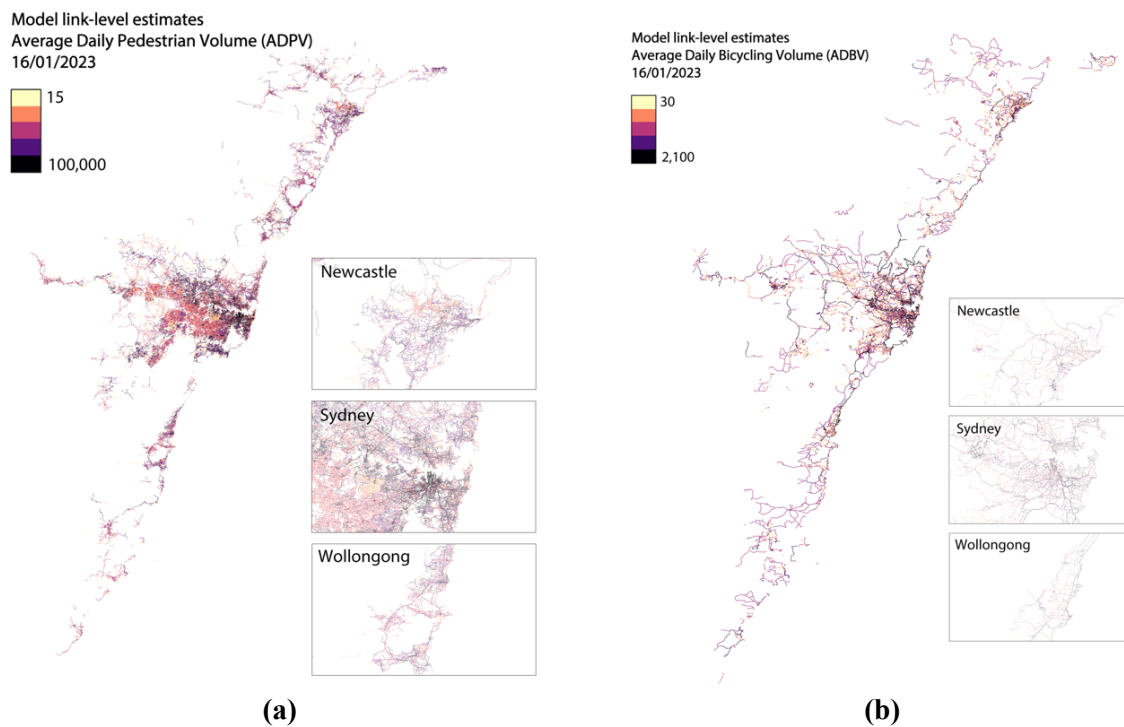 Model link-level estimates
Average Daily Pedestrian Volume (ADPV)
16/01/2023
15
100,000
Newcastle
Sydney
Wollongong
(a)
Model link-level estimates
Average Daily Bicycling Volume (ADBV)
16/01/2023
30
2,100
Newcastle
Sydney
Wollongong
(b)